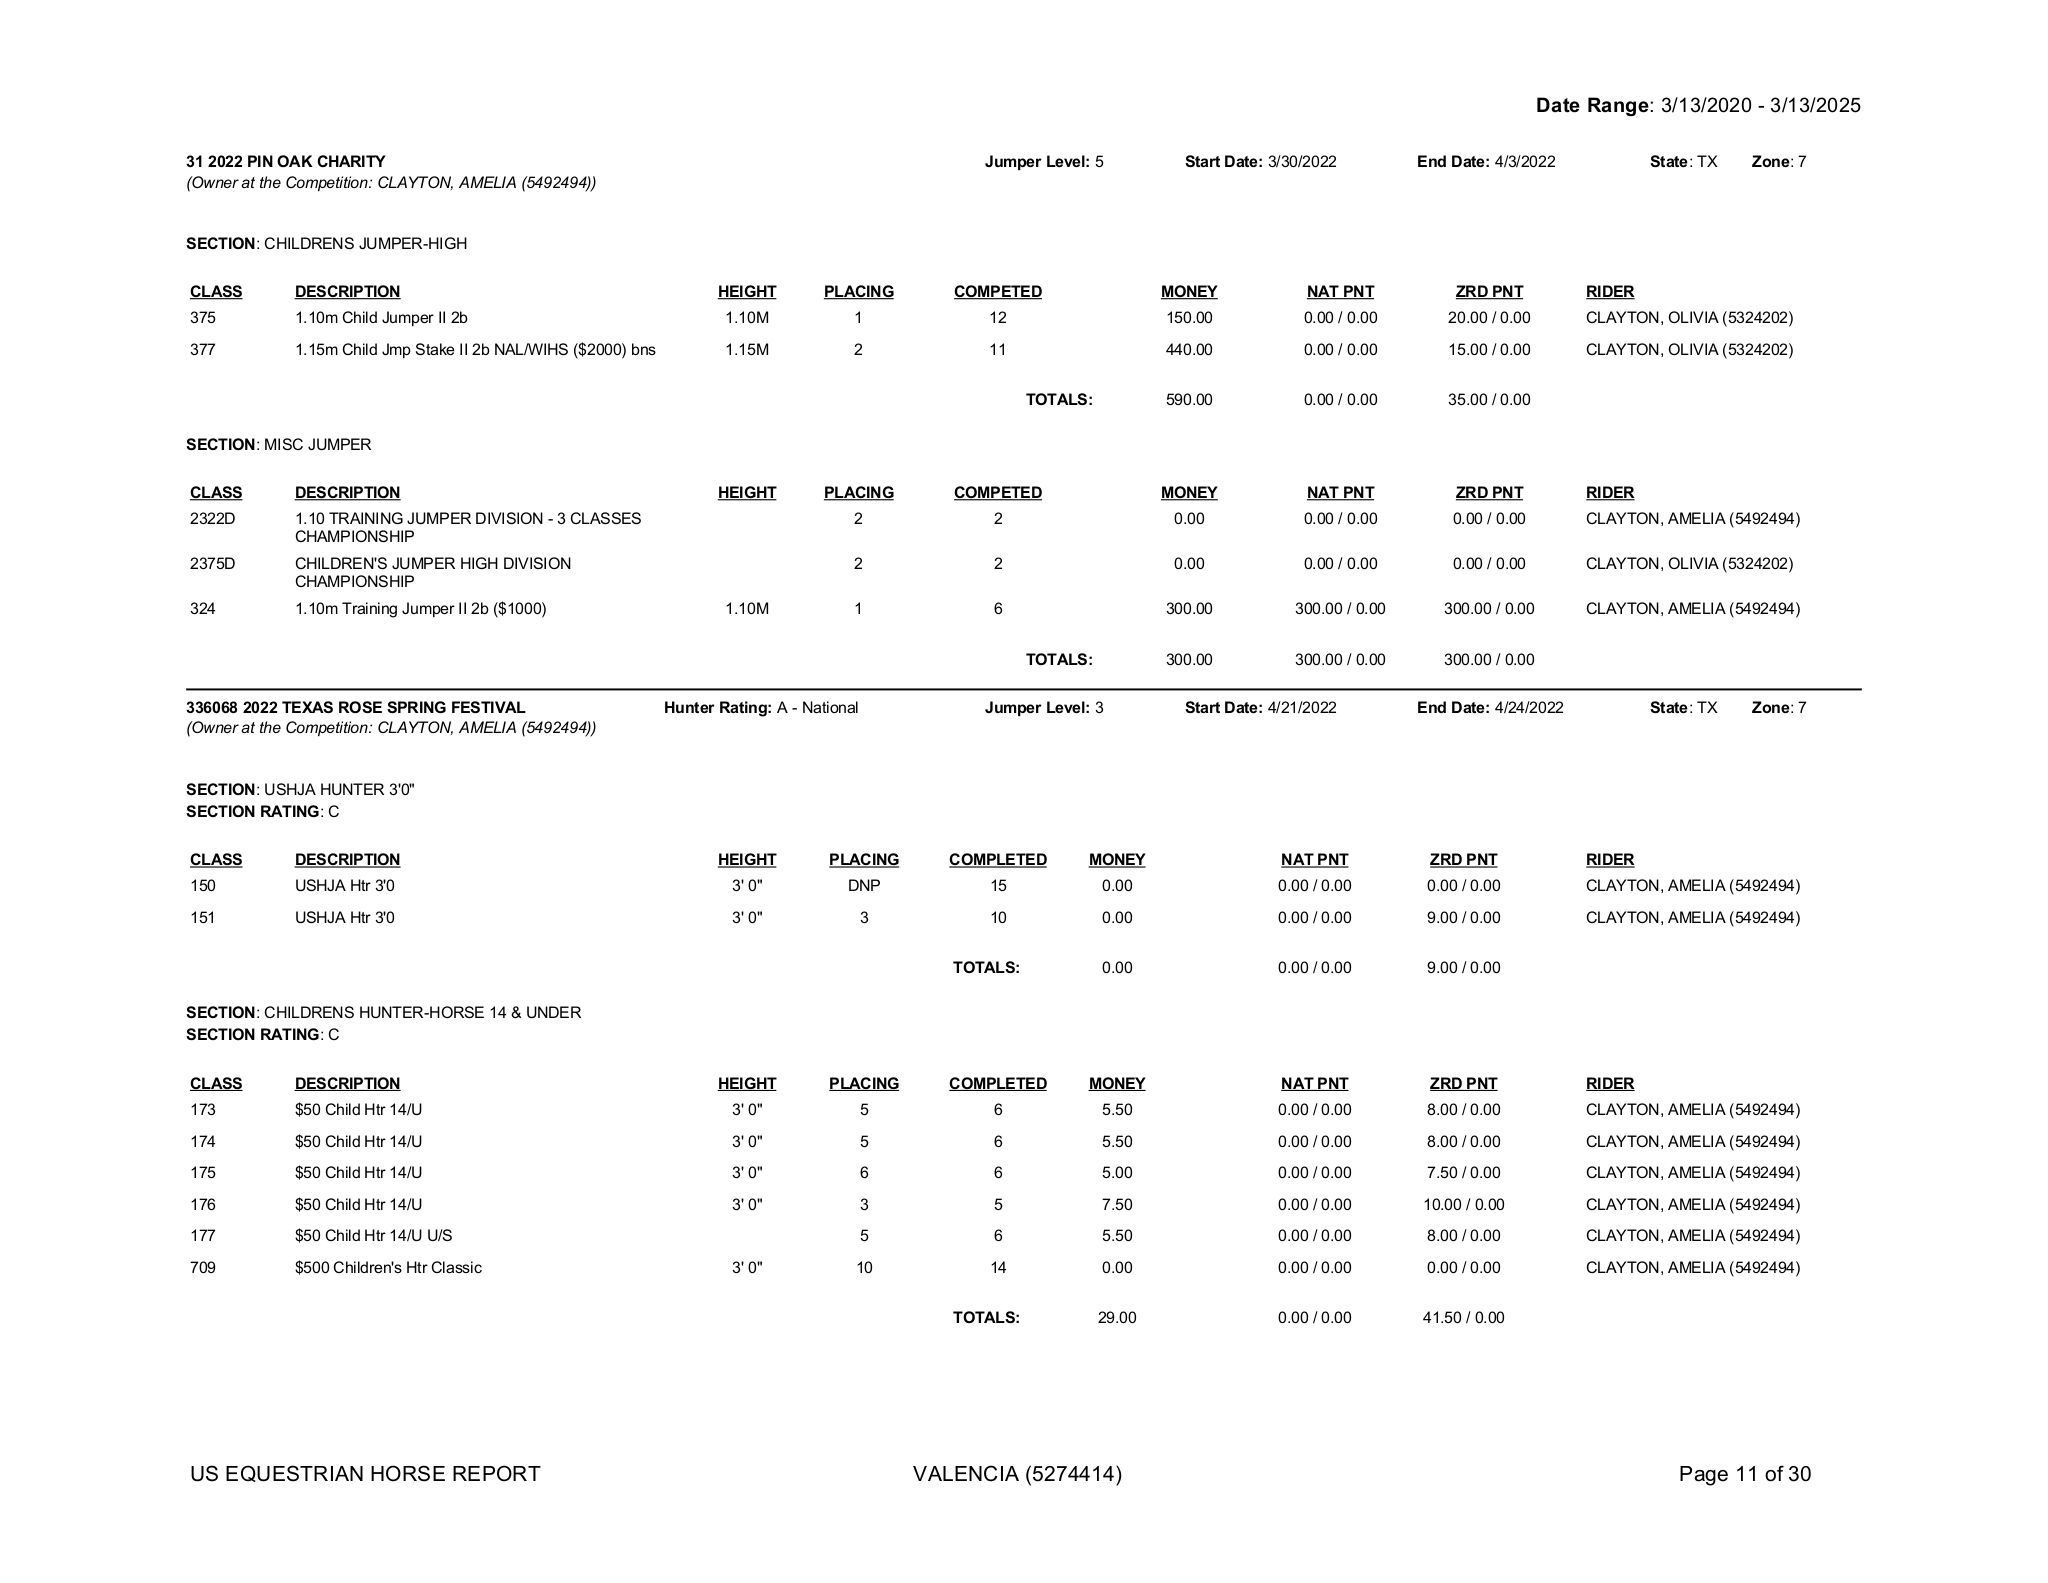 Date Range: 3/13/2020 - 3/13/2025
31 2022 PIN OAK CHARITY Jumper Level: 5 Start Date: 3/30/2022 End Date: 4/3/2022 State: TX Zone: 7
(Owner at the Competition: CLAYTON, AMELIA (5492494))
SECTION: CHILDRENS JUMPER-HIGH
CLASS DESCRIPTION HEIGHT PLACING COMPETED MONEY NAT PNT ZRD PNT RIDER
375 1.10m Child Jumper II 2b 1.10M 1 12 150.00 0.00 / 0.00 20.00 / 0.00 CLAYTON, OLIVIA (5324202)
377 1.15m Child Jmp Stake II 2b NAL/WIHS ($2000) bns 1.15M 2 11 440.00 0.00 / 0.00 15.00 / 0.00 CLAYTON, OLIVIA (5324202)
TOTALS: 590.00 0.00 / 0.00 35.00 / 0.00
SECTION: MISC JUMPER
CLASS DESCRIPTION HEIGHT PLACING COMPETED MONEY NAT PNT ZRD PNT RIDER
2322D 1.10 TRAINING JUMPER DIVISION - 3 CLASSES 2 2 0.00 0.00 / 0.00 0.00 / 0.00 CLAYTON, AMELIA (5492494)
CHAMPIONSHIP
2375D CHILDREN'S JUMPER HIGH DIVISION 2 2 0.00 0.00 / 0.00 0.00 / 0.00 CLAYTON, OLIVIA (5324202)
CHAMPIONSHIP
324 1.10m Training Jumper II 2b ($1000) 1.10M 1 6 300.00 300.00 / 0.00 300.00 / 0.00 CLAYTON, AMELIA (5492494)
TOTALS: 300.00 300.00 / 0.00 300.00 / 0.00
336068 2022 TEXAS ROSE SPRING FESTIVAL Hunter Rating: A - National Jumper Level: 3 Start Date: 4/21/2022 End Date: 4/24/2022 State: TX Zone: 7
(Owner at the Competition: CLAYTON, AMELIA (5492494))
SECTION: USHJA HUNTER 3'0"
SECTION RATING: C
CLASS DESCRIPTION HEIGHT PLACING COMPLETED MONEY NAT PNT ZRD PNT RIDER
150 USHJA Htr 3'0 3' 0" DNP 15 0.00 0.00 / 0.00 0.00 / 0.00 CLAYTON, AMELIA (5492494)
151 USHJA Htr 3'0 3' 0" 3 10 0.00 0.00 / 0.00 9.00 / 0.00 CLAYTON, AMELIA (5492494)
TOTALS: 0.00 0.00 / 0.00 9.00 / 0.00
SECTION: CHILDRENS HUNTER-HORSE 14 & UNDER
SECTION RATING: C
CLASS DESCRIPTION HEIGHT PLACING COMPLETED MONEY NAT PNT ZRD PNT RIDER
173 $50 Child Htr 14/U 3' 0" 5 6 5.50 0.00 / 0.00 8.00 / 0.00 CLAYTON, AMELIA (5492494)
174 $50 Child Htr 14/U 3' 0" 5 6 5.50 0.00 / 0.00 8.00 / 0.00 CLAYTON, AMELIA (5492494)
175 $50 Child Htr 14/U 3' 0" 6 6 5.00 0.00 / 0.00 7.50 / 0.00 CLAYTON, AMELIA (5492494)
176 $50 Child Htr 14/U 3' 0" 3 5 7.50 0.00 / 0.00 10.00 / 0.00 CLAYTON, AMELIA (5492494)
177 $50 Child Htr 14/U U/S 5 6 5.50 0.00 / 0.00 8.00 / 0.00 CLAYTON, AMELIA (5492494)
709 $500 Children's Htr Classic 3' 0" 10 14 0.00 0.00 / 0.00 0.00 / 0.00 CLAYTON, AMELIA (5492494)
TOTALS: 29.00 0.00 / 0.00 41.50 / 0.00
US EQUESTRIAN HORSE REPORT VALENCIA (5274414) Page 11 of 30